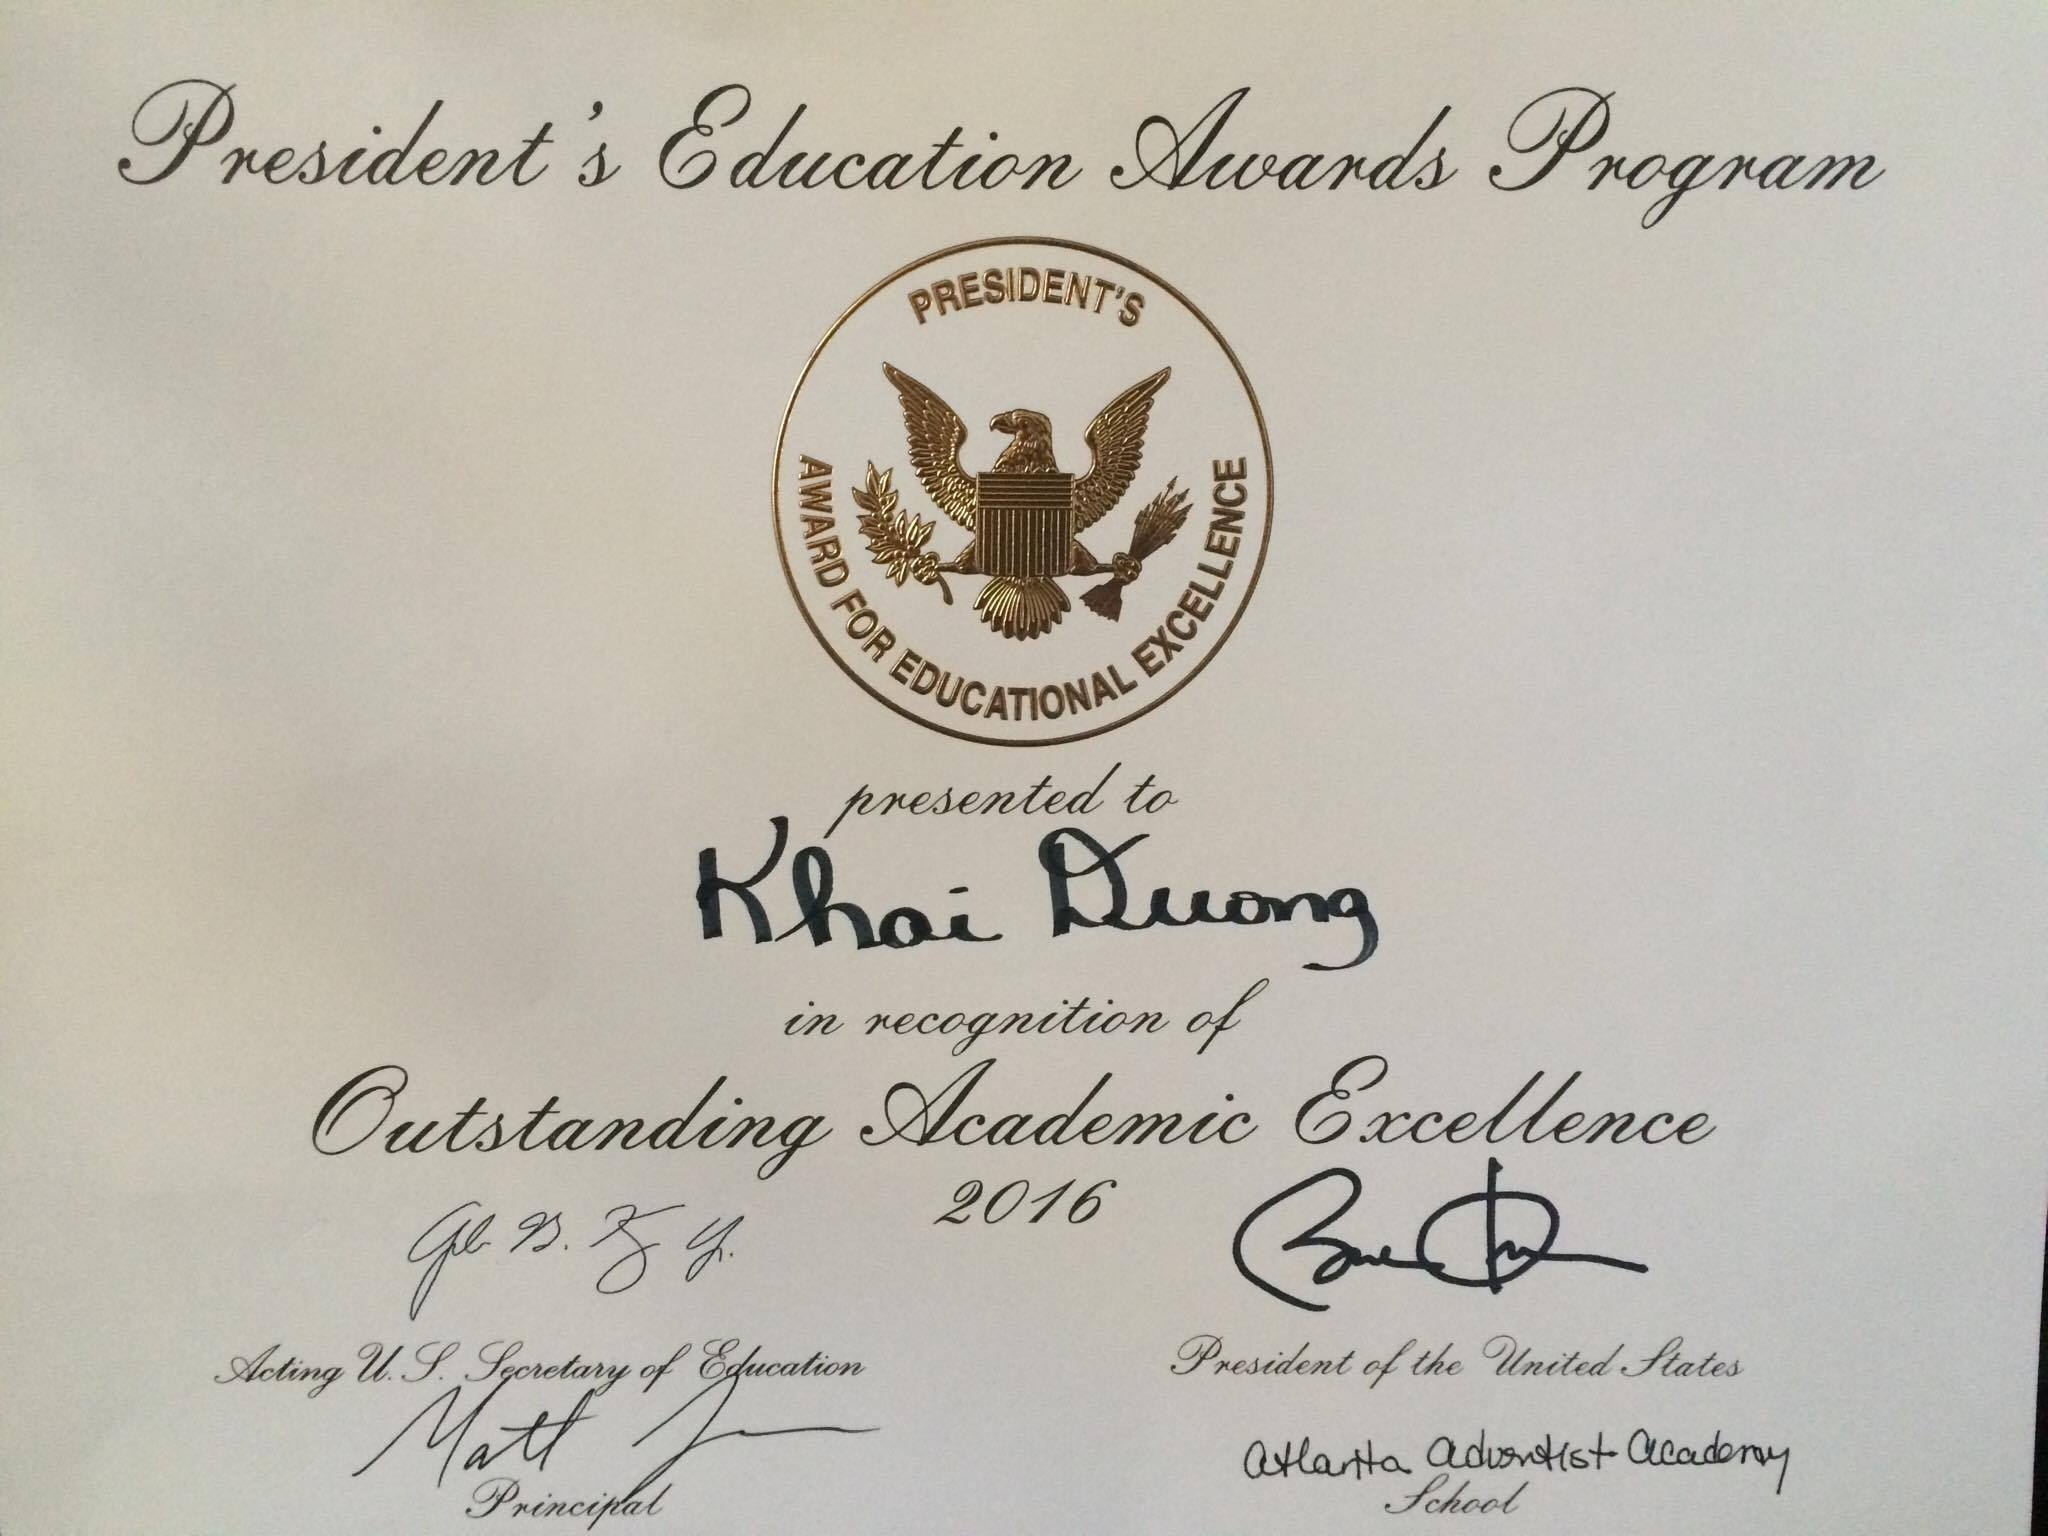 President's Education Awards Program
PRESIDENT'S
AWARD FOR EDUCATIONAL EXCELLENCE
presented to
Khai Duong
in recognition of
Outstanding Academic Excellence
2016
Acting U.S. Secretary of Education
President of the United States
Matt
Atlanta Adventist Academy
Principal
School